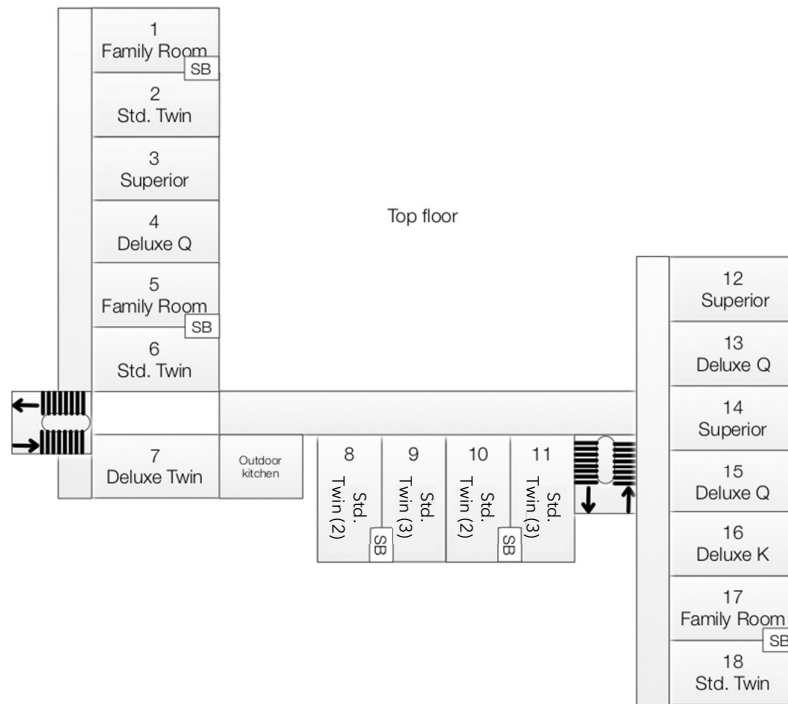 1
Family Room
SB
2
Std. Twin
3
Superior
4
Deluxe Q
5
Family Room
SB
6
Std. Twin
7
Deluxe Twin
Outdoor
kitchen
Top floor
8
Std.
Twin (2)
SB
9
Std.
Twin (3)
10
Std.
Twin (2)
SB
11
Std.
Twin (3)
12
Superior
13
Deluxe Q
14
Superior
15
Deluxe Q
16
Deluxe K
17
Family Room
SB
18
Std. Twin